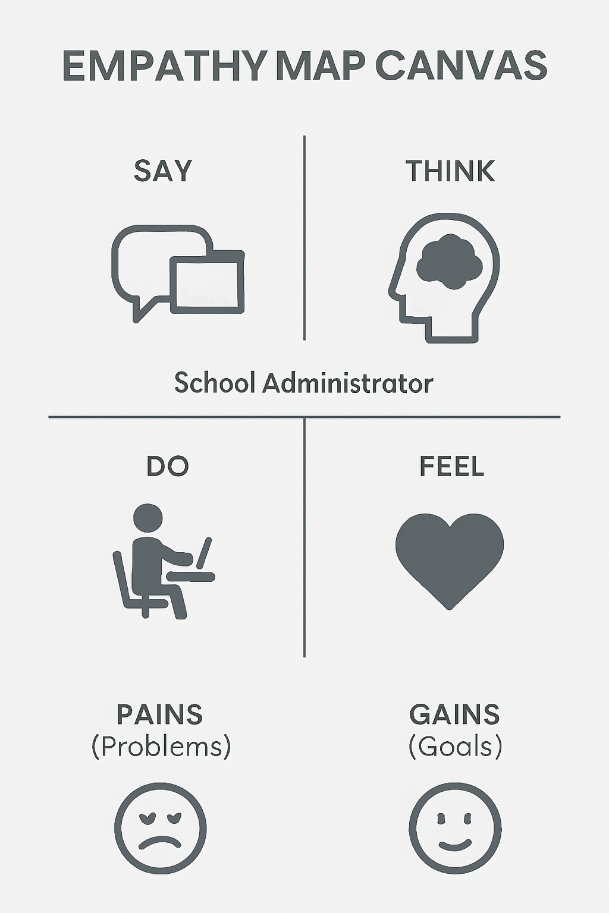 EMPATHY MAP CANVAS
SAY
THINK
School Administrator
DO
FEEL
PAINS
(Problems)
GAINS
(Goals)